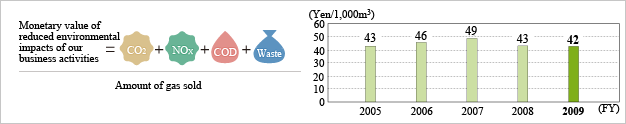 Monetary value of
reduced environmental
impacts of our
business activities
= CO2 + NOx + COD + Waste
Amount of gas sold
(Yen/1,000m³)
60
50
40
30
20
10
0
43 46 49 43 42
2005 2006 2007 2008 2009 (FY)